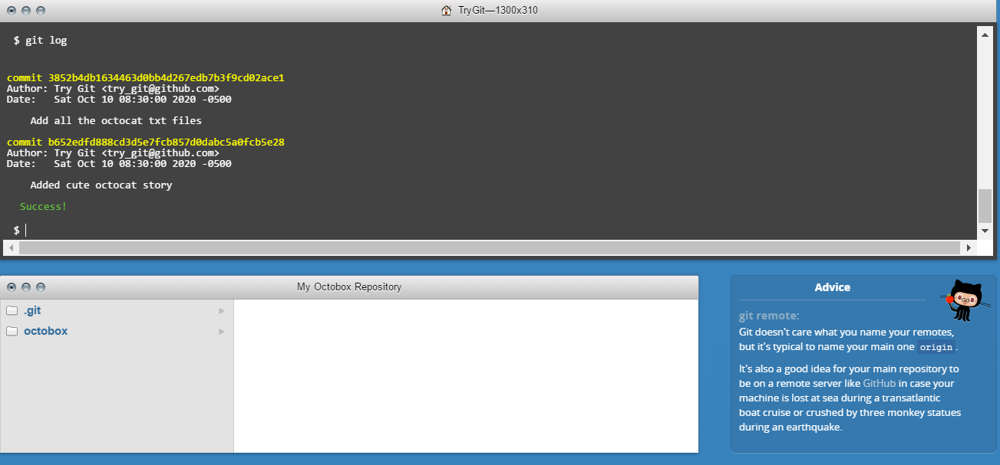 TryGit—1300x310
$ git log
commit 3852b4db1634463d0bb4d267edb7b3f9cd02ace1
Author: Try Git <try_git@github.com>
Date:   Sat Oct 10 08:30:00 2020 -0500
Add all the octocat txt files
commit b652edfd888cd3d5e7fcb857d0dabc5a0fcb5e28
Author: Try Git <try_git@github.com>
Date:   Sat Oct 10 08:30:00 2020 -0500
Added cute octocat story
Success!
$
My Octobox Repository
.git
octobox
Advice
git remote:
Git doesn't care what you name your remotes,
but it's typical to name your main one origin.
It's also a good idea for your main repository to
be on a remote server like GitHub in case your
machine is lost at sea during a transatlantic
boat cruise or crushed by three monkey statues
during an earthquake.